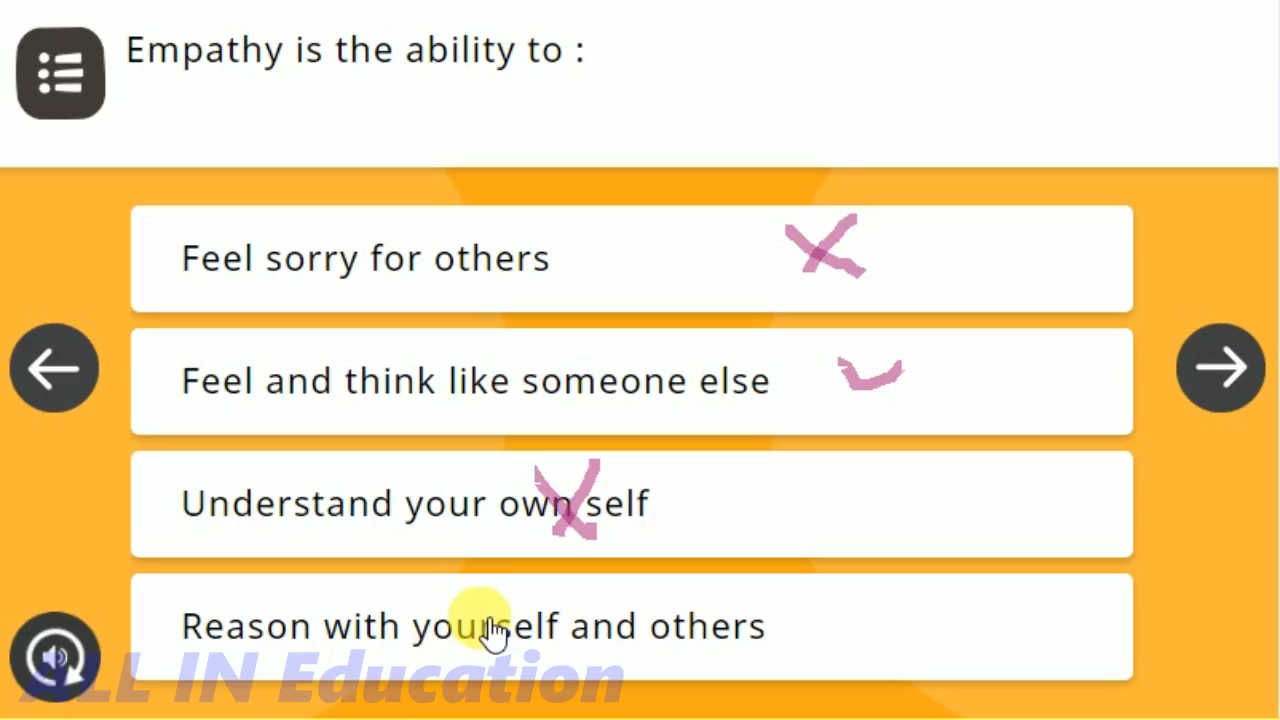 Empathy is the ability to :
Feel sorry for others
Feel and think like someone else
Understand your own self
Reason with yourself and others
ALL IN Education